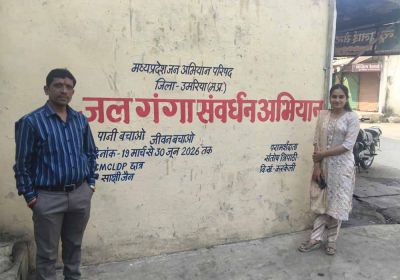 मध्यप्रदेश जन अभियान परिषद
जिला-उमरिया (म.प्र.)
जल गंगा संवर्धन अभियान
पानी बचाओ जीवन बचाओ
दिनांक-19 मार्च से 30 जून 2026 तक
CMCLDP छात्र
साक्षी जैन
परामर्शदाता
संतोष त्रिपाठी
वि.ख.-करकेली